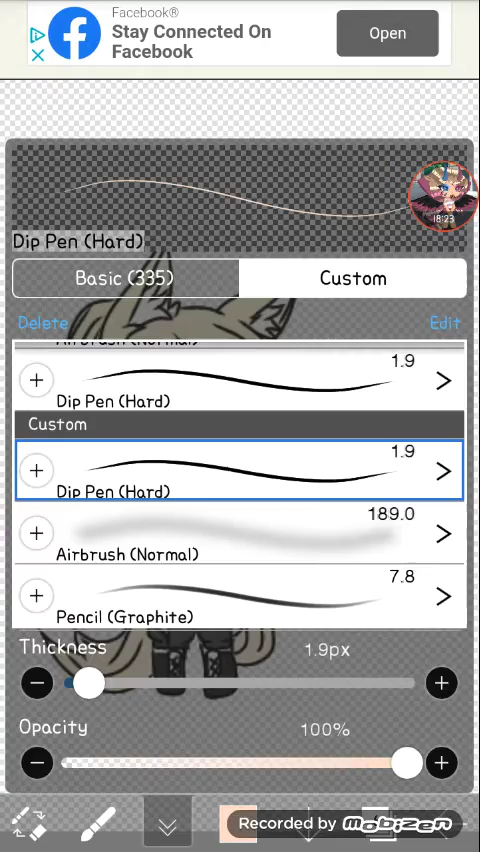 Facebook®
Stay Connected On
Facebook
Open
18:23
Dip Pen (Hard)
Basic (335)
Custom
Delete
Edit
Airbrush (Normal)
1.9
Dip Pen (Hard)
Custom
1.9
Dip Pen (Hard)
189.0
Airbrush (Normal)
7.8
Pencil (Graphite)
Thickness
1.9px
Opacity
100%
Recorded by mobizen